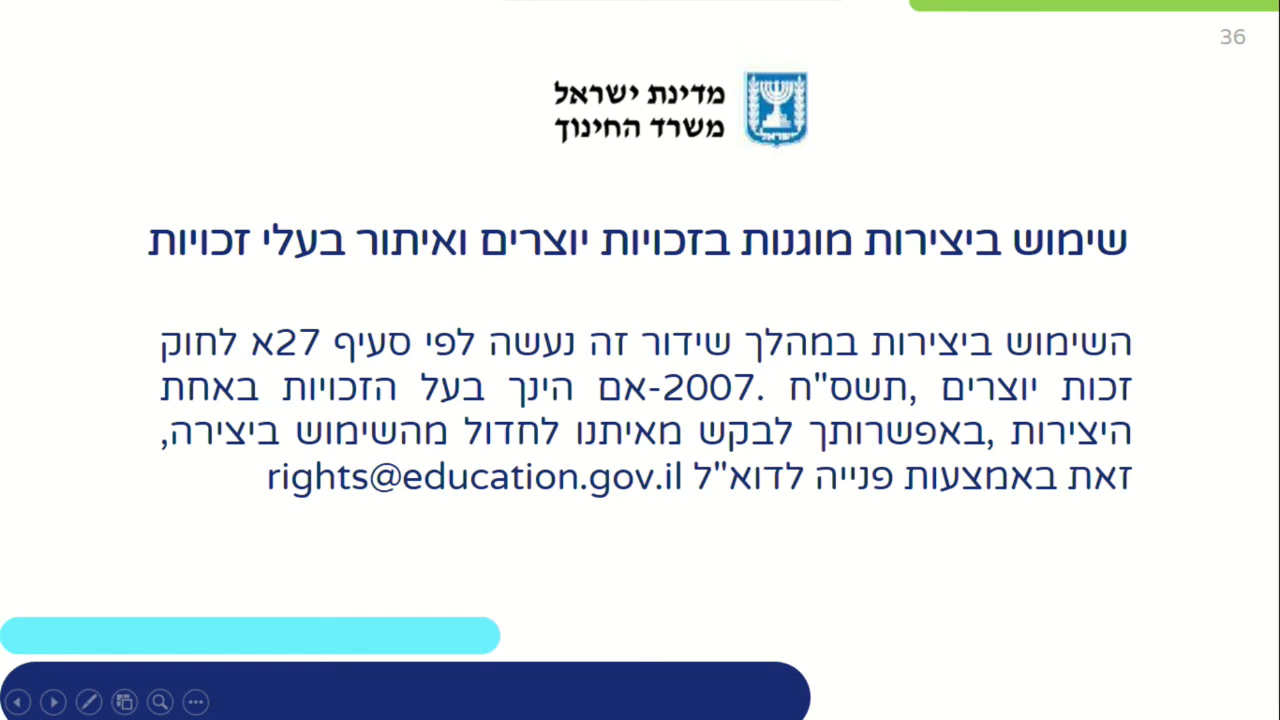 36
מדינת ישראל
משרד החינוך
ישראל
שימוש ביצירות מוגנות בזכויות יוצרים ואיתור בעלי זכויות
השימוש ביצירות במהלך שידור זה נעשה לפי סעיף 27א לחוק
זכות יוצרים ,תשס"ח .2007-אם הינך בעל הזכויות באחת
היצירות ,באפשרותך לבקש מאיתנו לחדול מהשימוש ביצירה,
זאת באמצעות פנייה לדוא"ל rights@education.gov.il